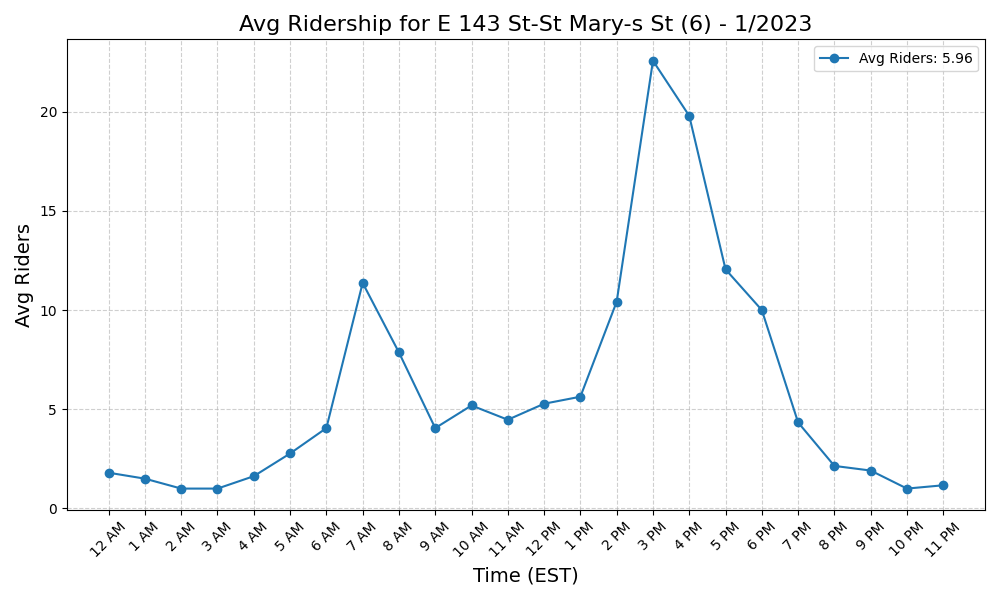 Avg Ridership for E 143 St-St Mary-s St (6) - 1/2023
Avg Riders: 5.96
Avg Riders
20
15
10
5
0
12 AM
1 AM
2 AM
3 AM
4 AM
5 AM
6 AM
7 AM
8 AM
9 AM
10 AM
11 AM
12 PM
1 PM
2 PM
3 PM
4 PM
5 PM
6 PM
7 PM
8 PM
9 PM
10 PM
11 PM
Time (EST)